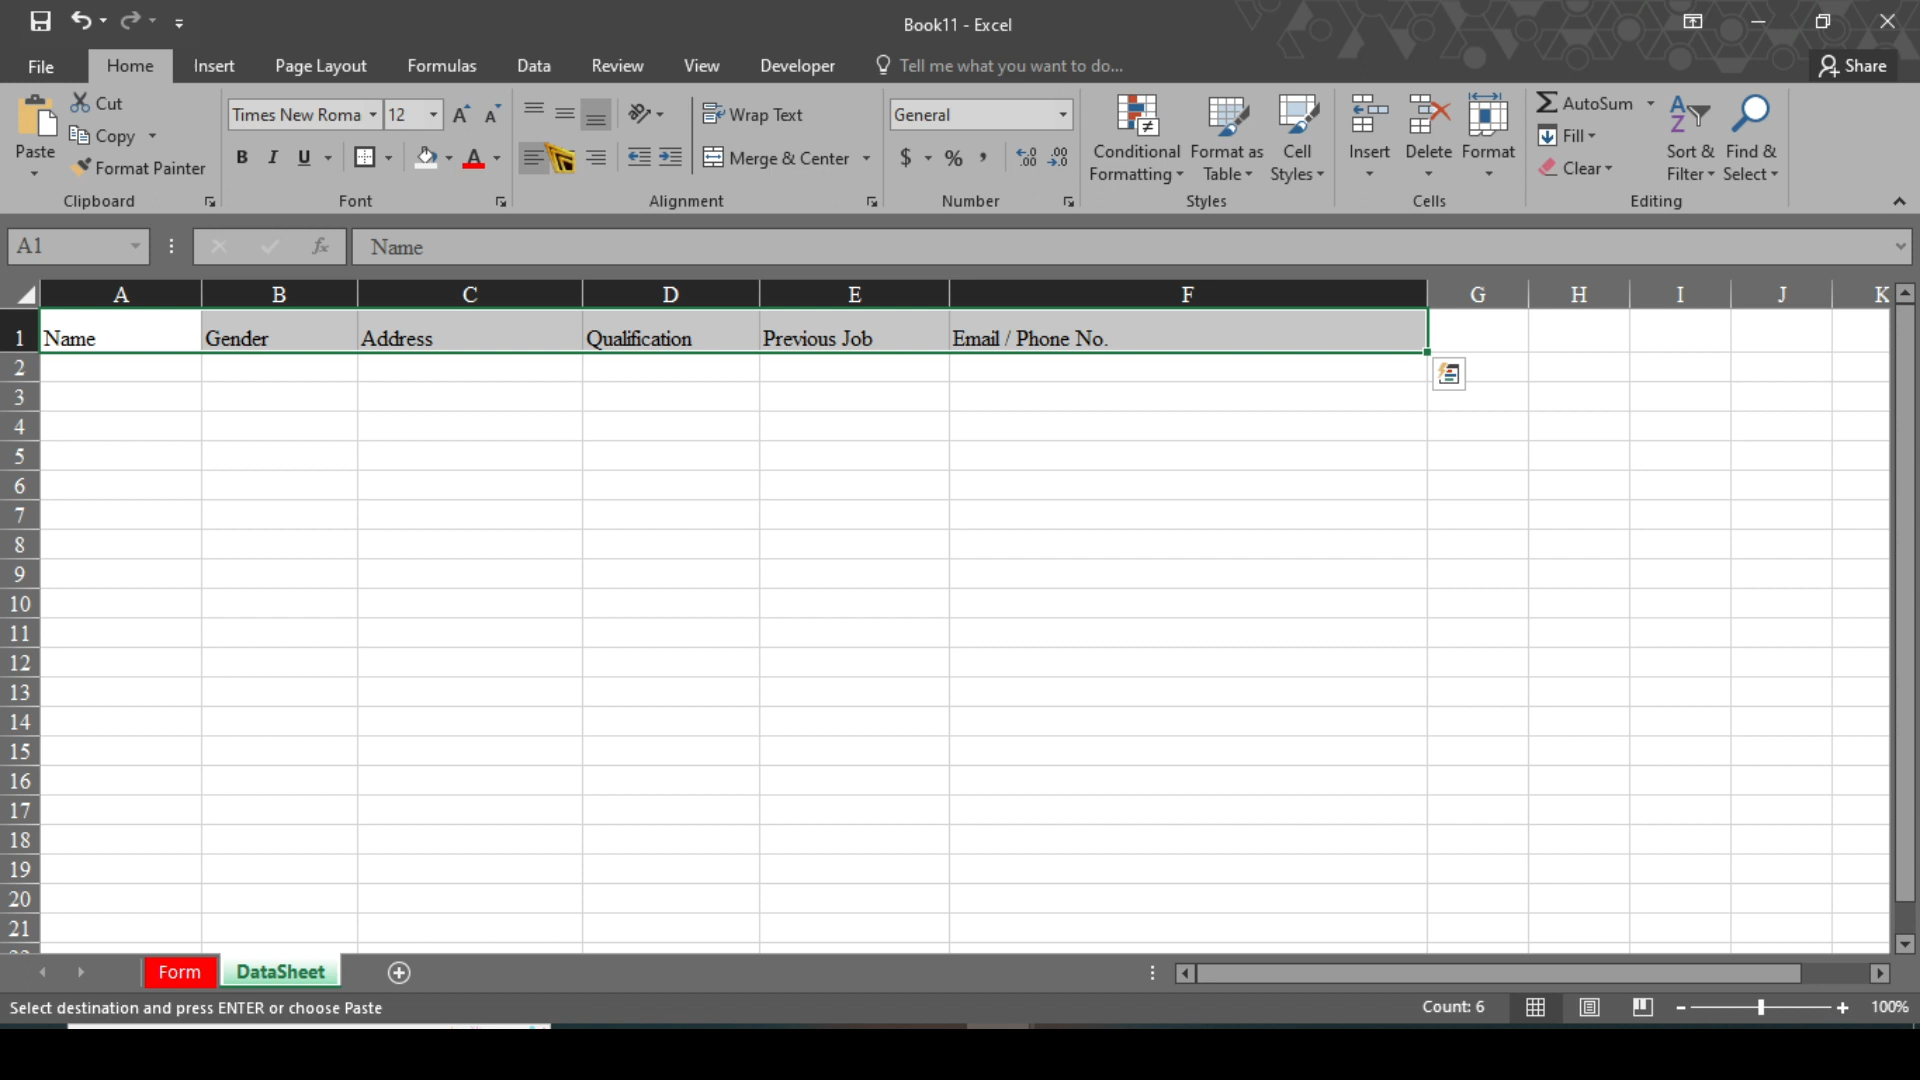 Book11 - Excel
File Home Insert Page Layout Formulas Data Review View Developer Tell me what you want to do... Share
Paste Cut Copy Format Painter Clipboard
Times New Roma 12 A A B I U A Font
ab Wrap Text Merge & Center Alignment
General $ % , .00 .0 .00 Number
Conditional Formatting Format as Table Cell Styles Styles
Insert Delete Format Cells
AutoSum Fill Clear Sort & Filter Find & Select Editing
A1 fx Name
A B C D E F G H I J K
1 Name Gender Address Qualification Previous Job Email / Phone No.
2
3
4
5
6
7
8
9
10
11
12
13
14
15
16
17
18
19
20
21
Form DataSheet
Select destination and press ENTER or choose Paste Count: 6 100%